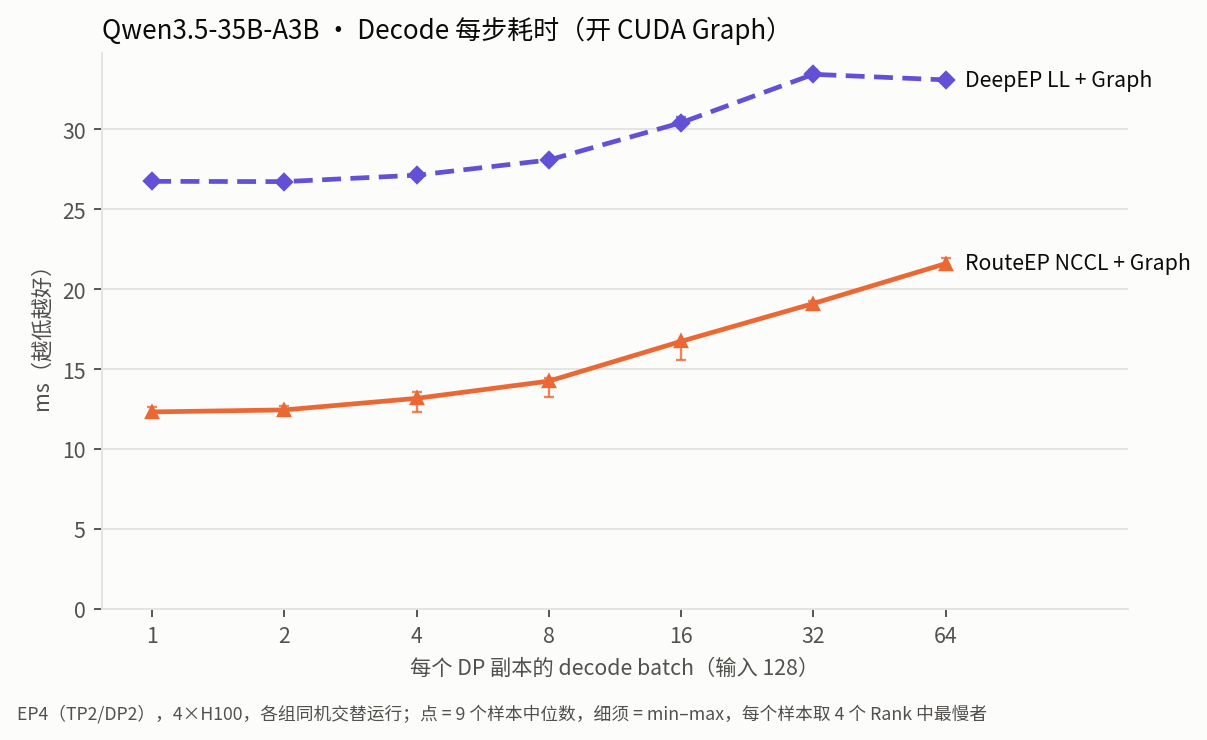 Qwen3.5-35B-A3B • Decode 每步耗时（开 CUDA Graph）
DeepEP LL + Graph
RouteEP NCCL + Graph
ms（越低越好）
30
25
20
15
10
5
0
1 2 4 8 16 32 64
每个 DP 副本的 decode batch（输入 128）
EP4（TP2/DP2），4×H100，各组同机交替运行；点 = 9 个样本中位数，细须 = min–max，每个样本取 4 个 Rank 中最慢者